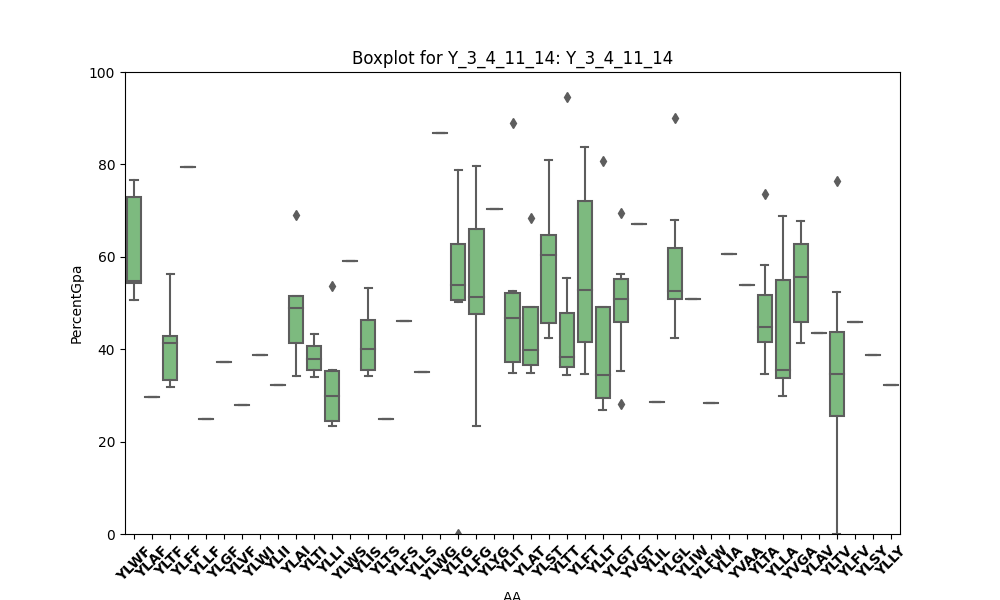 Boxplot for Y_3_4_11_14: Y_3_4_11_14
PercentGpa
100
80
60
40
20
0
YLWF YLAF YLTF YLFF YLLF YLGF YLVF YLWI YLII YLAI YLTI YLLI YLWS YLIS YLTS YLFS YLLS YLWG YLTG YLFG YLYG YLIT YLAT YLST YLTT YLFT YLLT YLGT YVGT YLIL YLGL YLIW YLFW YLIA YVAA YLTA YLLA YVGA YLAV YLTV YLFV YLSY YLLY
AA